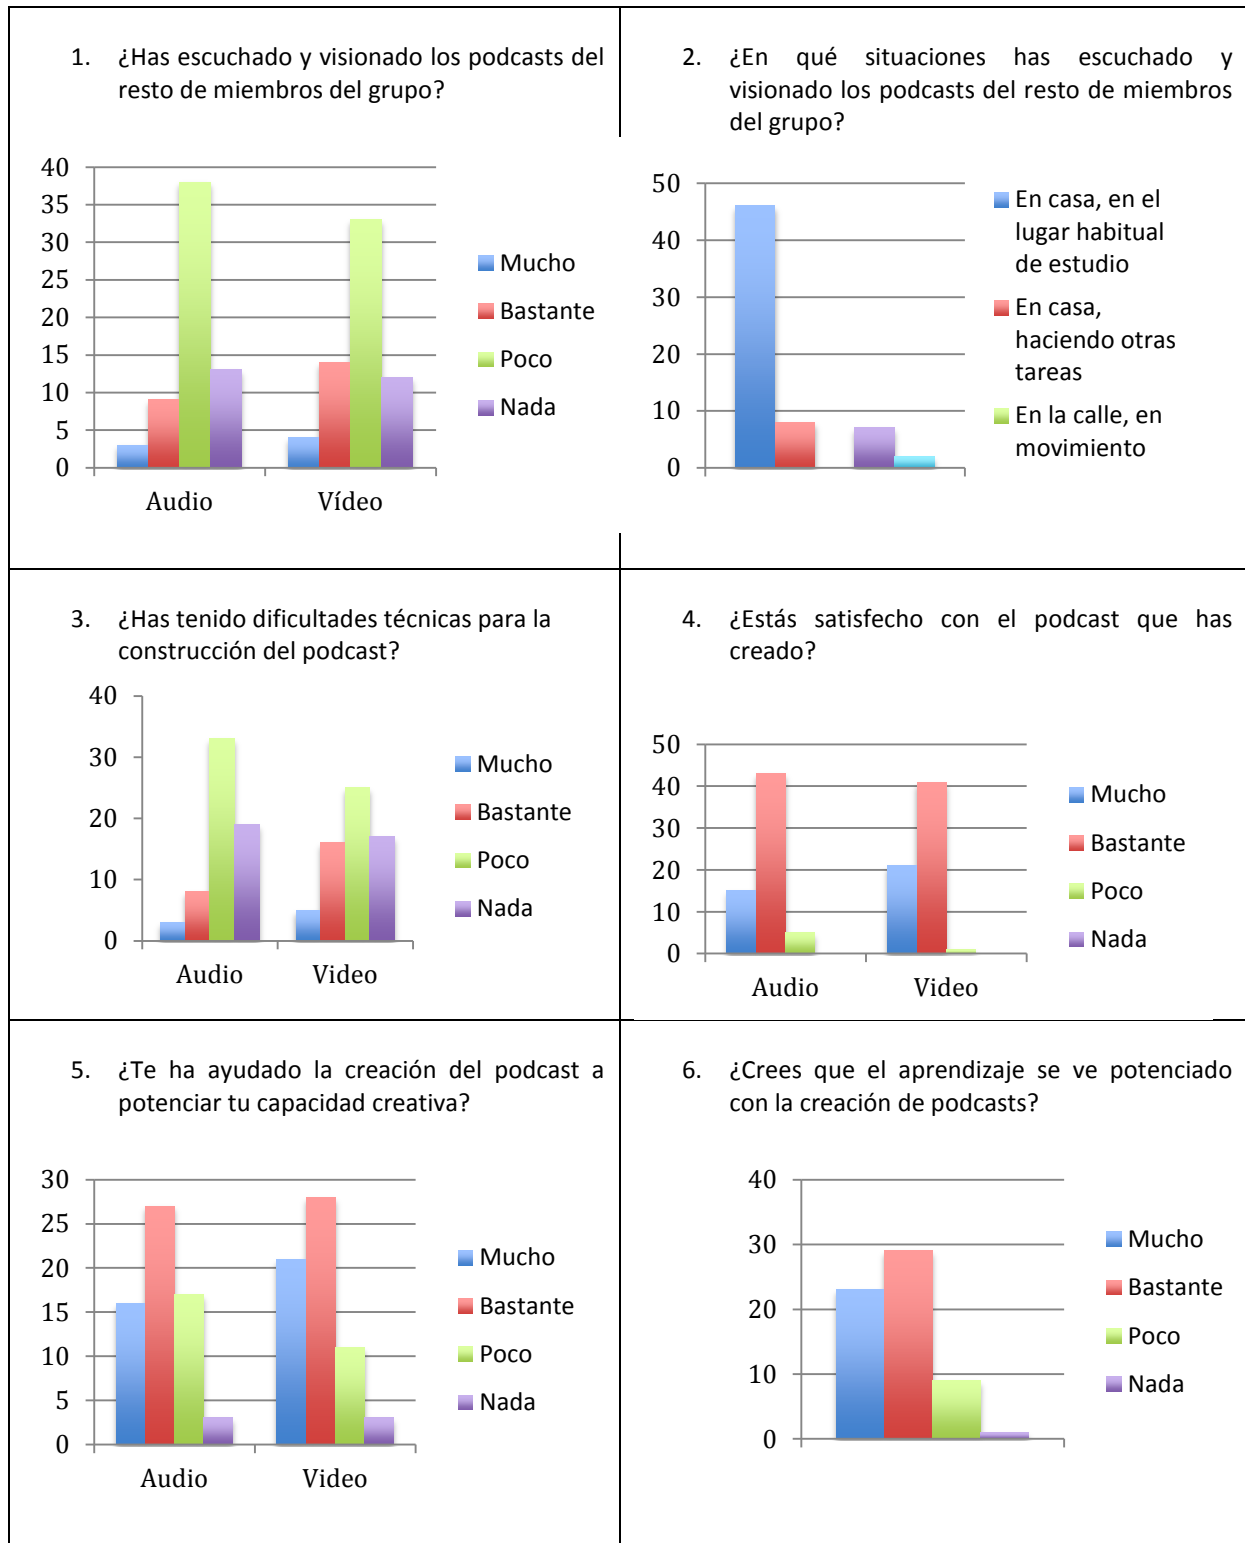 1. ¿Has escuchado y visionado los podcasts del
resto de miembros del grupo?
40
35
30
25
20
15
10
5
0
Audio Vídeo
Mucho
Bastante
Poco
Nada
2. ¿En qué situaciones has escuchado y
visionado los podcasts del resto de miembros
del grupo?
50
40
30
20
10
0
En casa, en el
lugar habitual
de estudio
En casa,
haciendo otras
tareas
En la calle, en
movimiento
3. ¿Has tenido dificultades técnicas para la
construcción del podcast?
40
30
20
10
0
Audio Video
Mucho
Bastante
Poco
Nada
4. ¿Estás satisfecho con el podcast que has
creado?
50
40
30
20
10
0
Audio Video
Mucho
Bastante
Poco
Nada
5. ¿Te ha ayudado la creación del podcast a
potenciar tu capacidad creativa?
30
25
20
15
10
5
0
Audio Video
Mucho
Bastante
Poco
Nada
6. ¿Crees que el aprendizaje se ve potenciado
con la creación de podcasts?
40
30
20
10
0
Mucho
Bastante
Poco
Nada